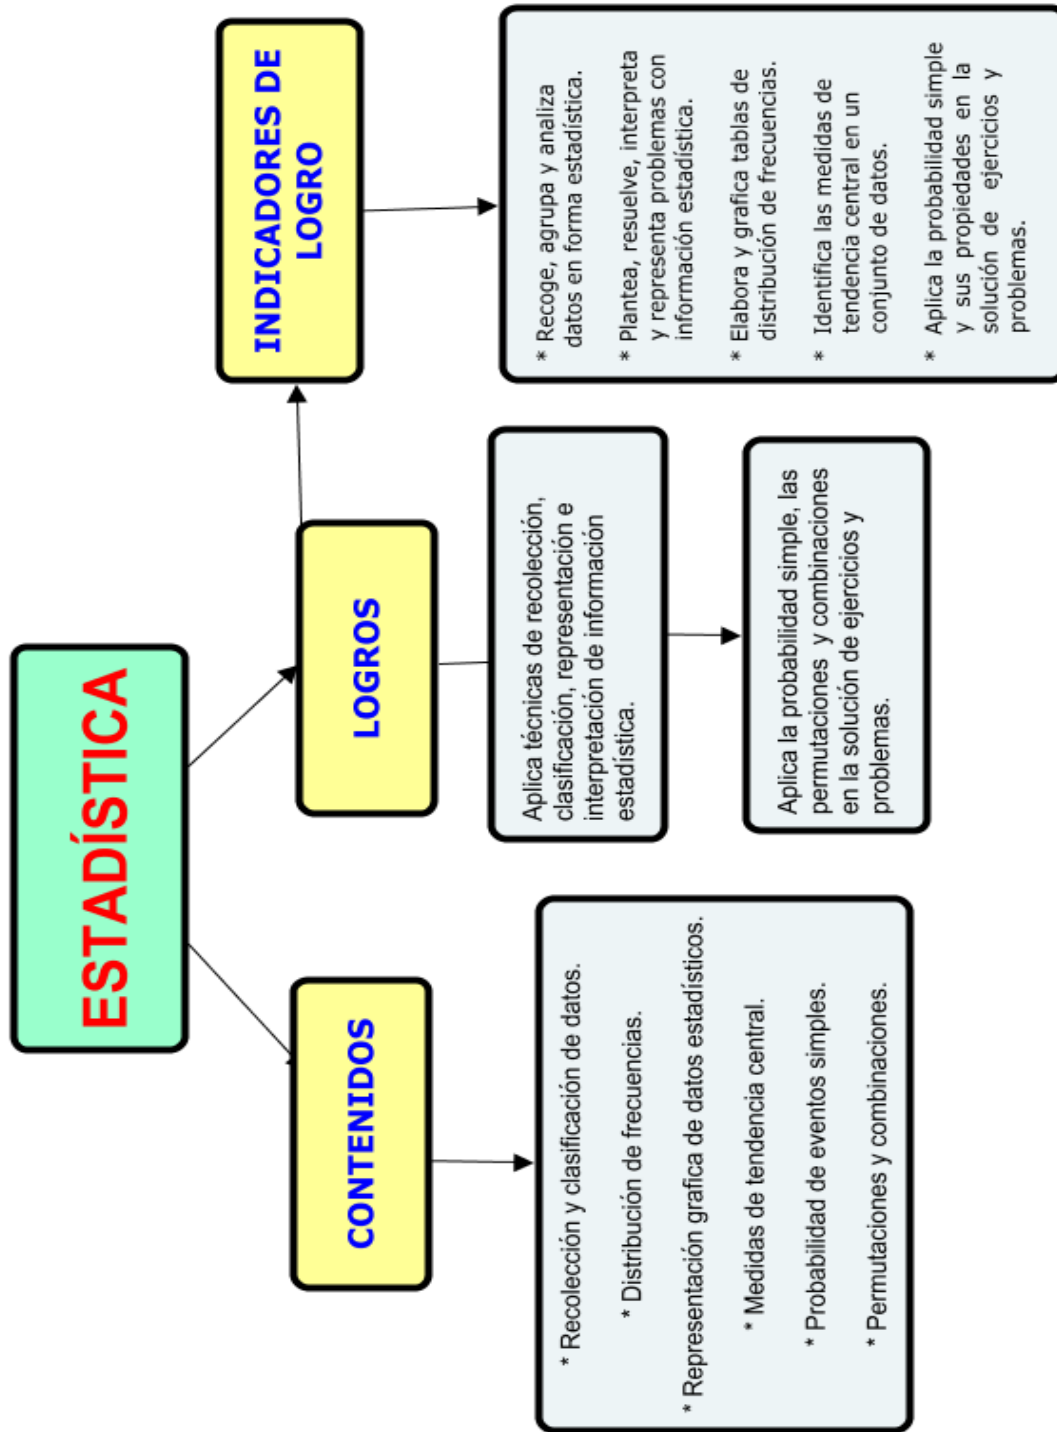 ESTADÍSTICA
CONTENIDOS
* Recolección y clasificación de datos.
* Distribución de frecuencias.
* Representación grafica de datos estadísticos.
* Medidas de tendencia central.
* Probabilidad de eventos simples.
* Permutaciones y combinaciones.
LOGROS
Aplica técnicas de recolección,
clasificación, representación e
interpretación de información
estadística.
Aplica la probabilidad simple, las
permutaciones y combinaciones
en la solución de ejercicios y
problemas.
INDICADORES DE
LOGRO
* Recoge, agrupa y analiza
datos en forma estadística.
* Plantea, resuelve, interpreta
y representa problemas con
información estadística.
* Elabora y grafica tablas de
distribución de frecuencias.
* Identifica las medidas de
tendencia central en un
conjunto de datos.
* Aplica la probabilidad simple
y sus propiedades en la
solución de ejercicios y
problemas.